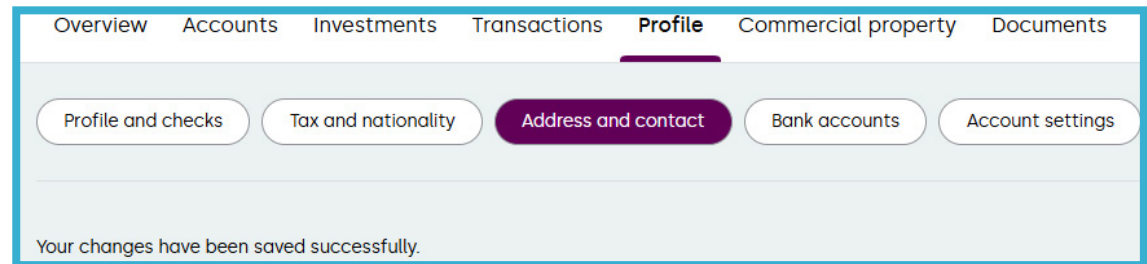 Overview Accounts Investments Transactions Profile Commercial property Documents
Profile and checks Tax and nationality Address and contact Bank accounts Account settings
Your changes have been saved successfully.